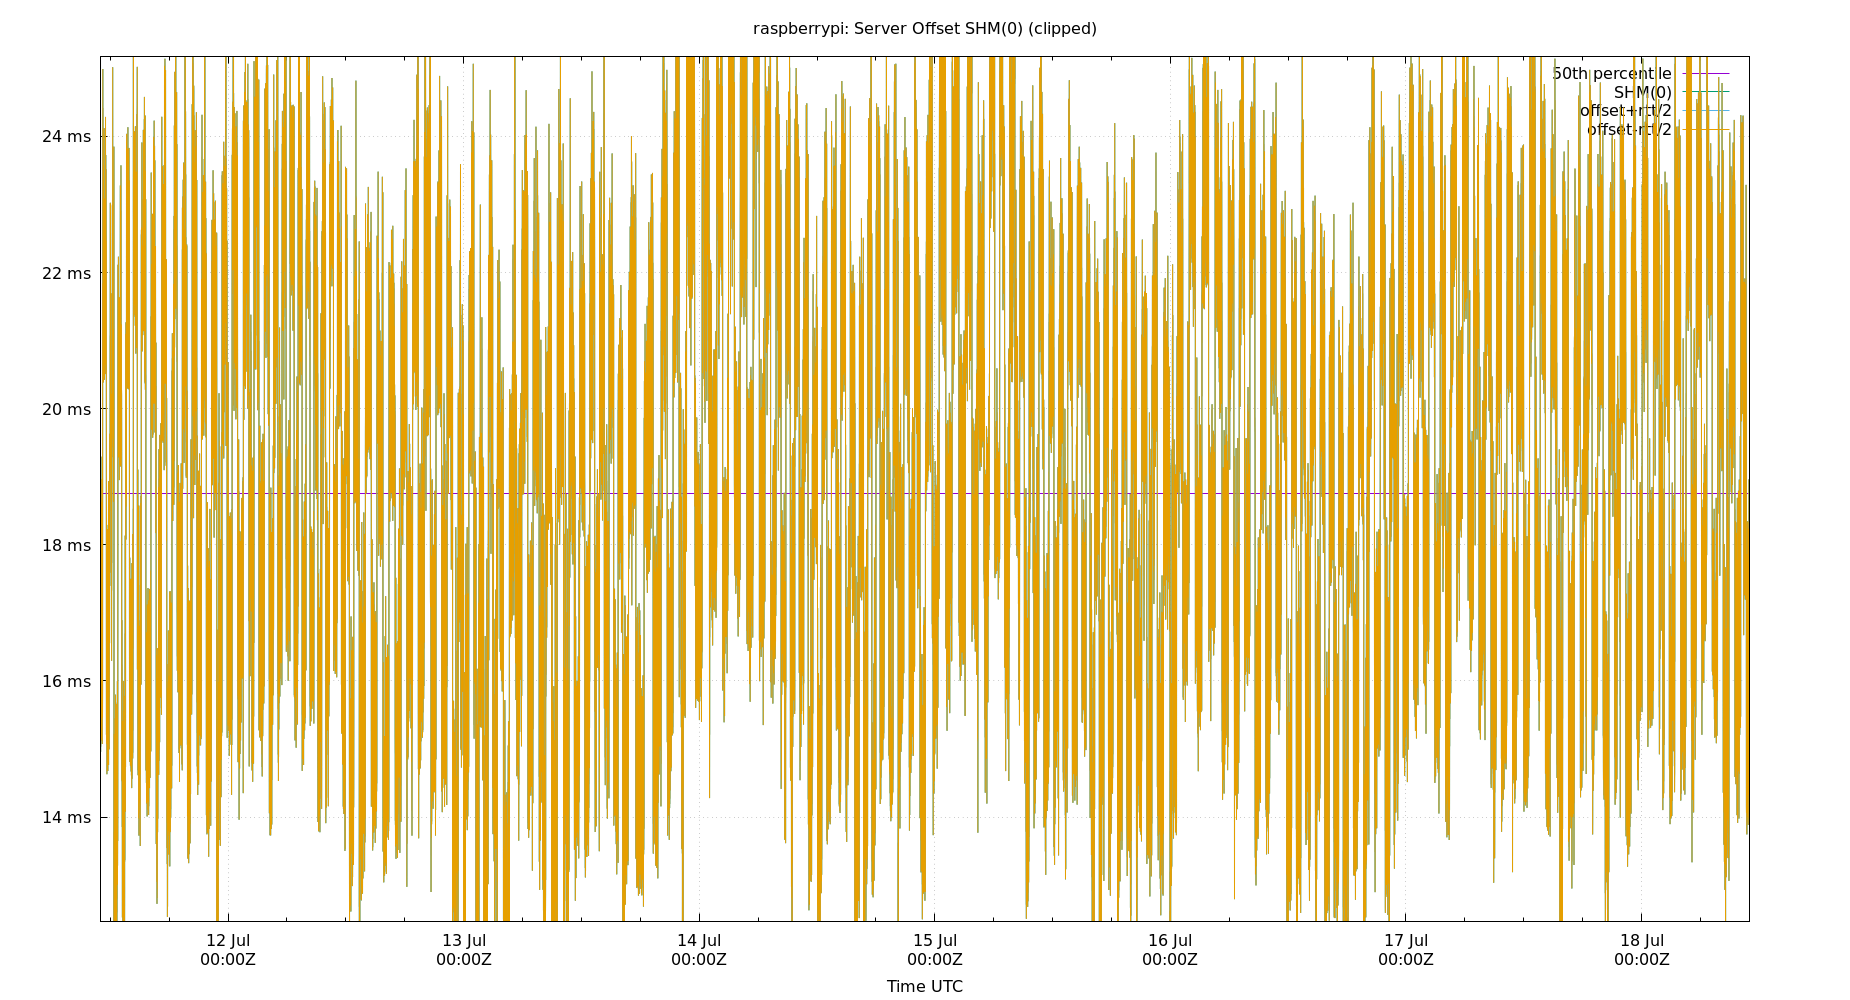 raspberrypi: Server Offset SHM(0) (clipped)
50th percentile
SHM(0)
offset+rtt/2
offset-rtt/2
24 ms
22 ms
20 ms
18 ms
16 ms
14 ms
12 Jul 13 Jul 14 Jul 15 Jul 16 Jul 17 Jul 18 Jul
00:00Z 00:00Z 00:00Z 00:00Z 00:00Z 00:00Z 00:00Z
Time UTC